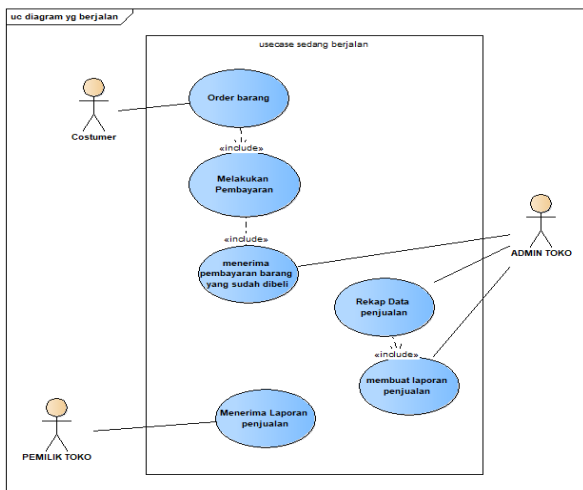 uc diagram yg berjalan
usecase sedang berjalan
Order barang
Costumer
«include»
Melakukan
Pembayaran
«include»
menerima
pembayaran barang
yang sudah dibeli
ADMIN TOKO
Rekap Data
penjualan
«include»
membuat laporan
penjualan
Menerima Laporan
penjualan
PEMILIK TOKO